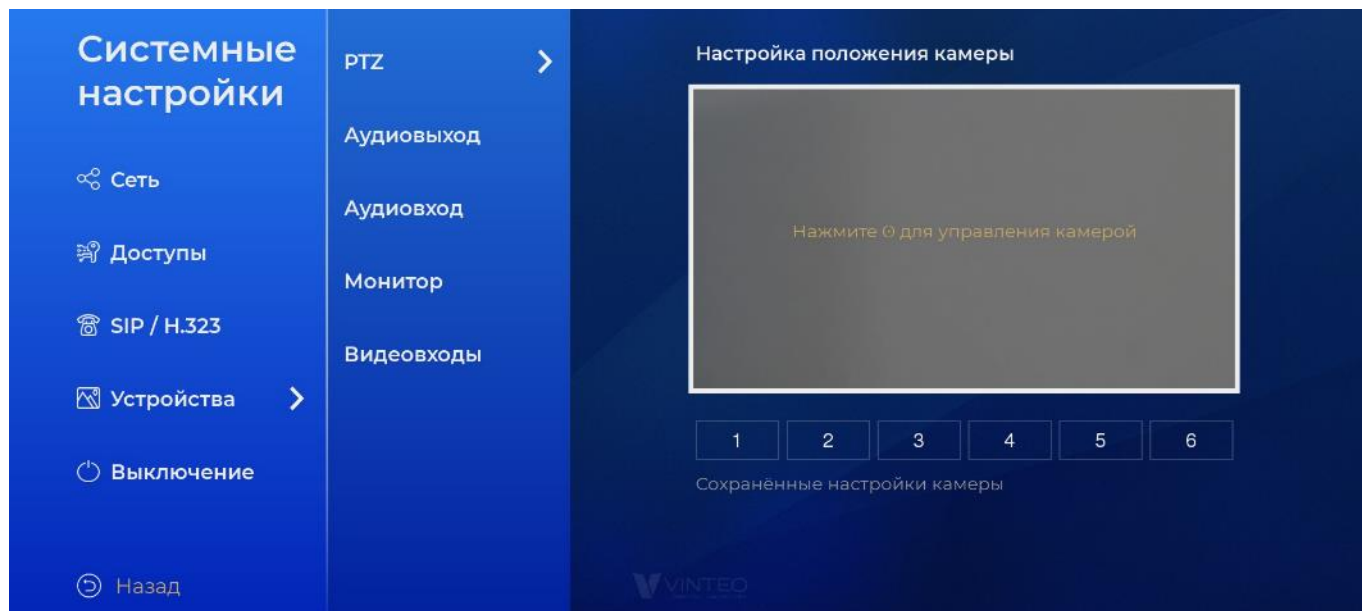 Системные
настройки
Сеть
Доступы
SIP / H.323
Устройства
Выключение
Назад
PTZ
Аудиовыход
Аудиовход
Монитор
Видеовходы
Настройка положения камеры
Нажмите ʘ для управления камерой
1 2 3 4 5 6
Сохранённые настройки камеры
VINTEO